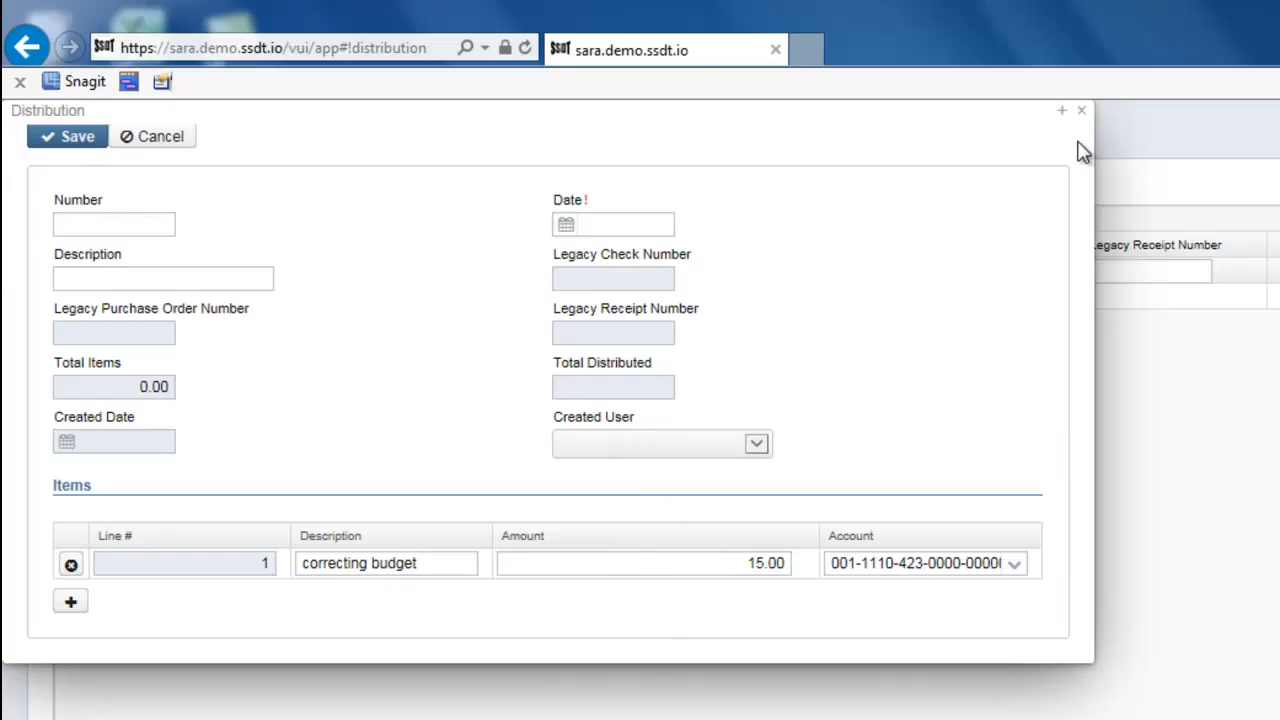 $SDT https://sara.demo.ssdt.io/vui/app#!distribution
$SDT sara.demo.ssdt.io
Snagit
Distribution
Save Cancel
Number
Date!
Description
Legacy Check Number
Legacy Purchase Order Number
Legacy Receipt Number
Total Items
Total Distributed
0.00
Created Date
Created User
Items
Line # Description Amount Account
1 correcting budget 15.00 001-1110-423-0000-0000
egacy Receipt Number